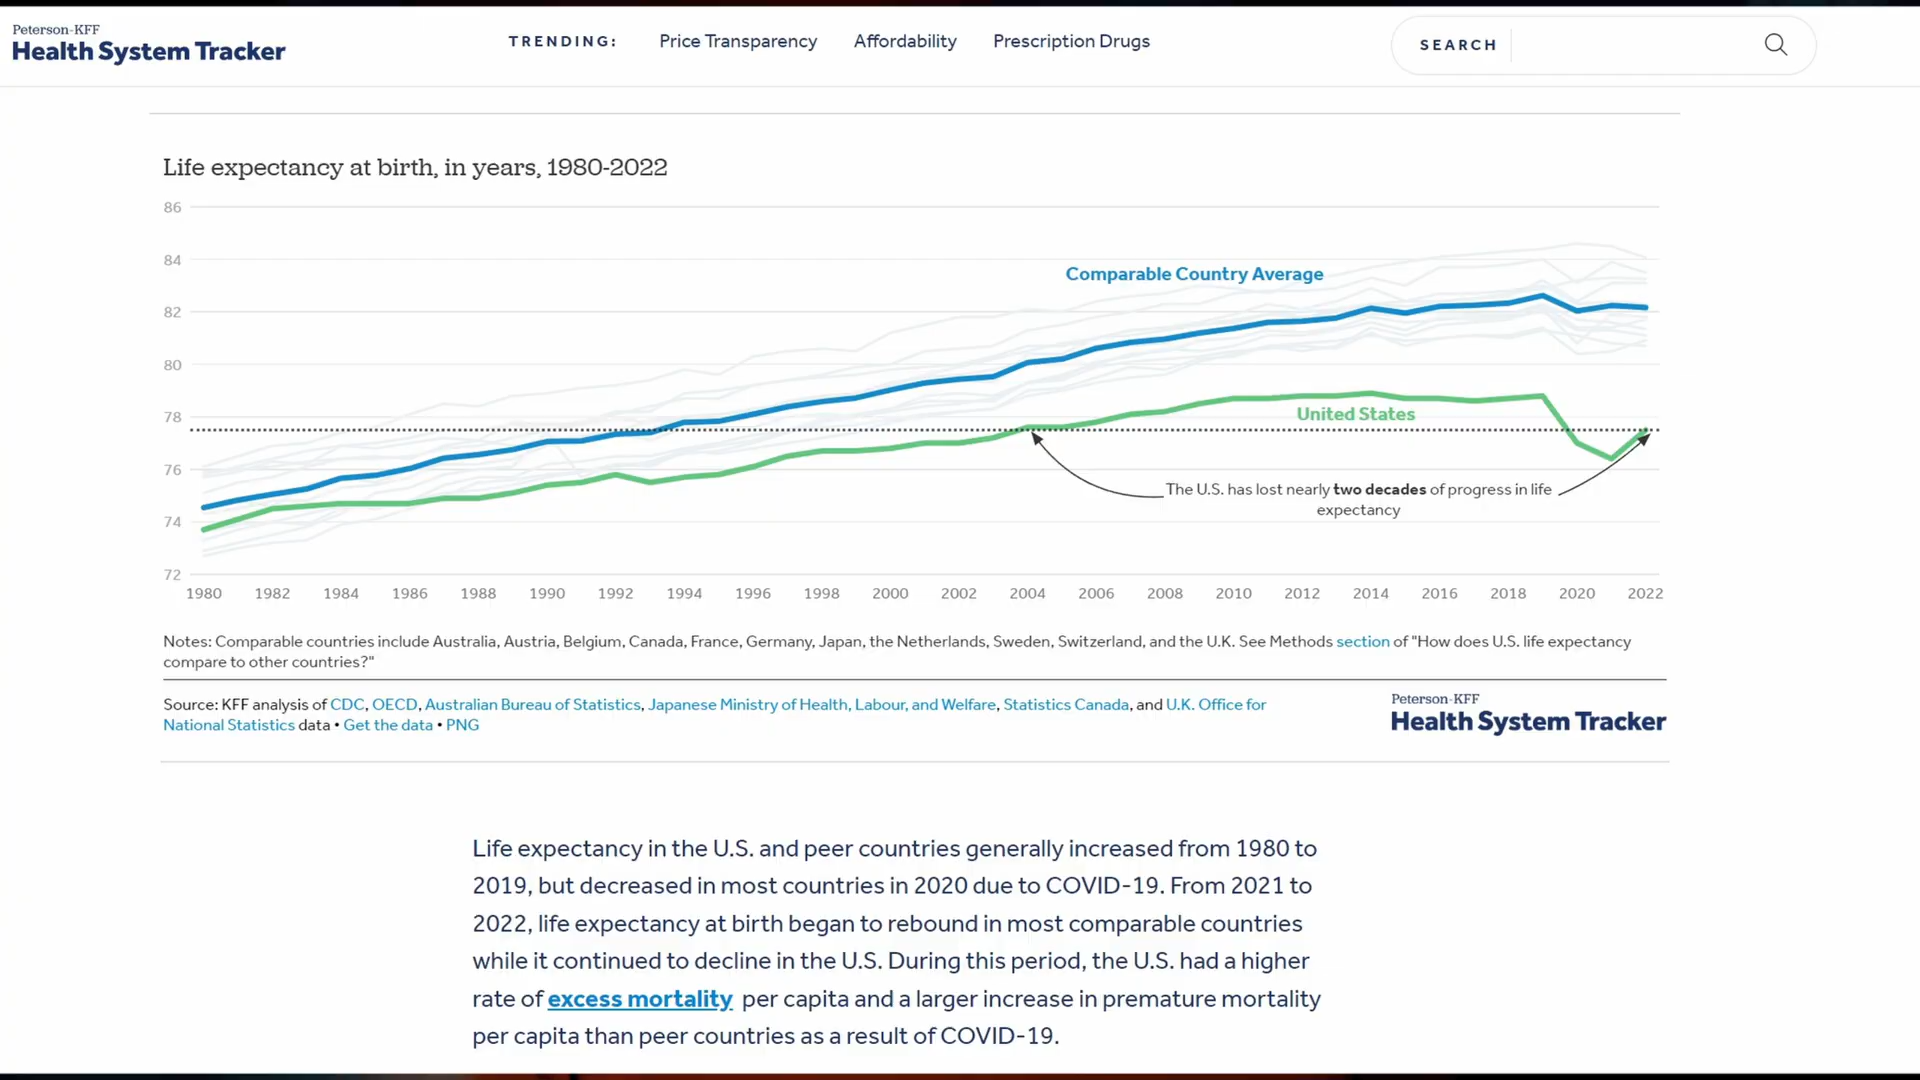 Peterson-KFF
Health System Tracker
TRENDING:
Price Transparency
Affordability
Prescription Drugs
SEARCH
Life expectancy at birth, in years, 1980-2022
86
84
82
80
78
76
74
72
Comparable Country Average
United States
The U.S. has lost nearly two decades of progress in life
expectancy
1980 1982 1984 1986 1988 1990 1992 1994 1996 1998 2000 2002 2004 2006 2008 2010 2012 2014 2016 2018 2020 2022
Notes: Comparable countries include Australia, Austria, Belgium, Canada, France, Germany, Japan, the Netherlands, Sweden, Switzerland, and the U.K. See Methods section of "How does U.S. life expectancy
compare to other countries?"
Source: KFF analysis of CDC, OECD, Australian Bureau of Statistics, Japanese Ministry of Health, Labour, and Welfare, Statistics Canada, and U.K. Office for
National Statistics data • Get the data • PNG
Peterson-KFF
Health System Tracker
Life expectancy in the U.S. and peer countries generally increased from 1980 to
2019, but decreased in most countries in 2020 due to COVID-19. From 2021 to
2022, life expectancy at birth began to rebound in most comparable countries
while it continued to decline in the U.S. During this period, the U.S. had a higher
rate of excess mortality per capita and a larger increase in premature mortality
per capita than peer countries as a result of COVID-19.